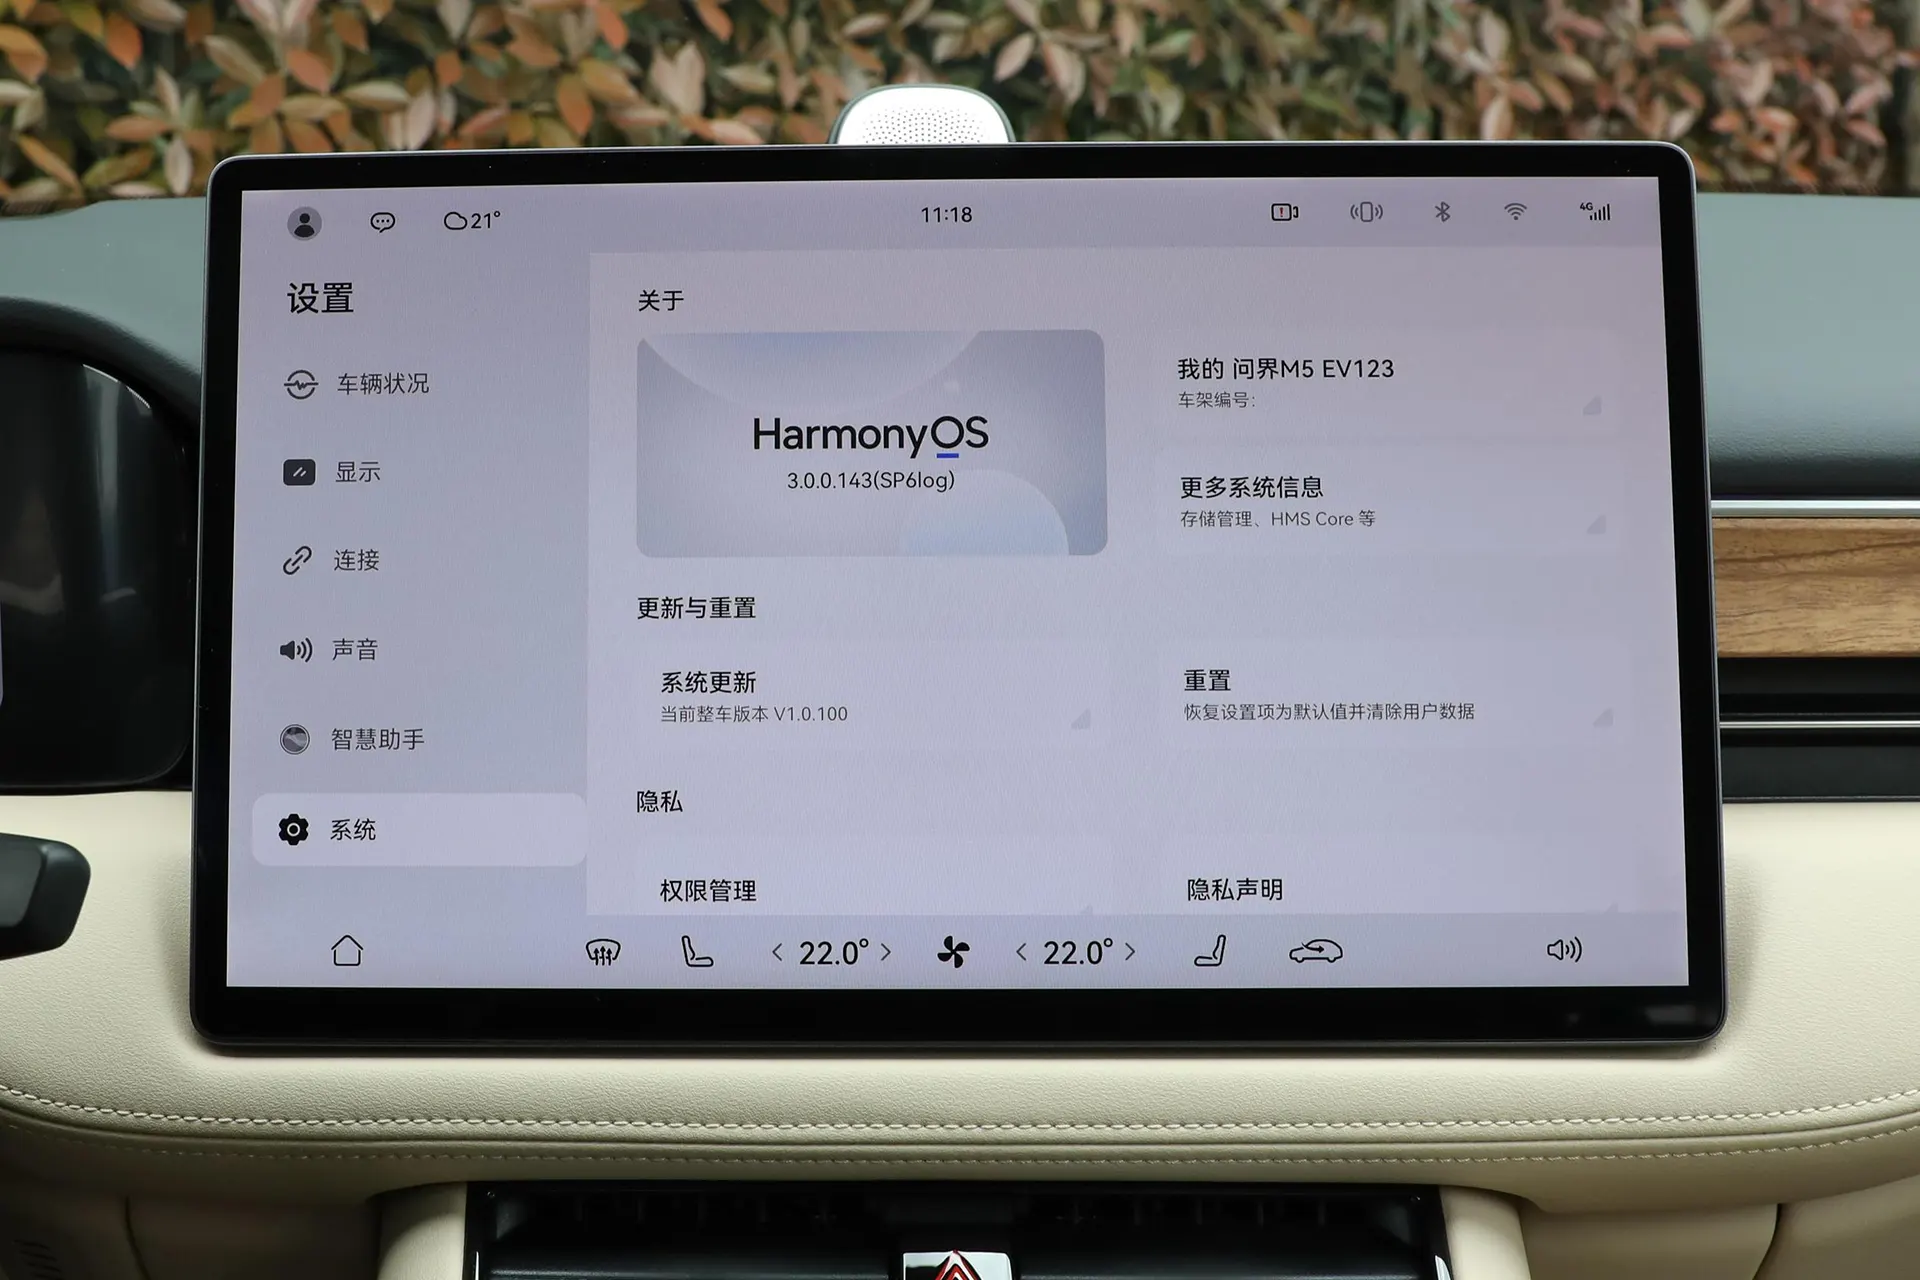 21°
11:18
4G
设置
车辆状况
显示
连接
声音
智慧助手
系统
关于
HarmonyOS
3.0.0.143(SP6log)
我的 问界M5 EV123
车架编号:
更多系统信息
存储管理、HMS Core 等
更新与重置
系统更新
当前整车版本 V1.0.100
重置
恢复设置项为默认值并清除用户数据
隐私
权限管理
隐私声明
22.0°
22.0°